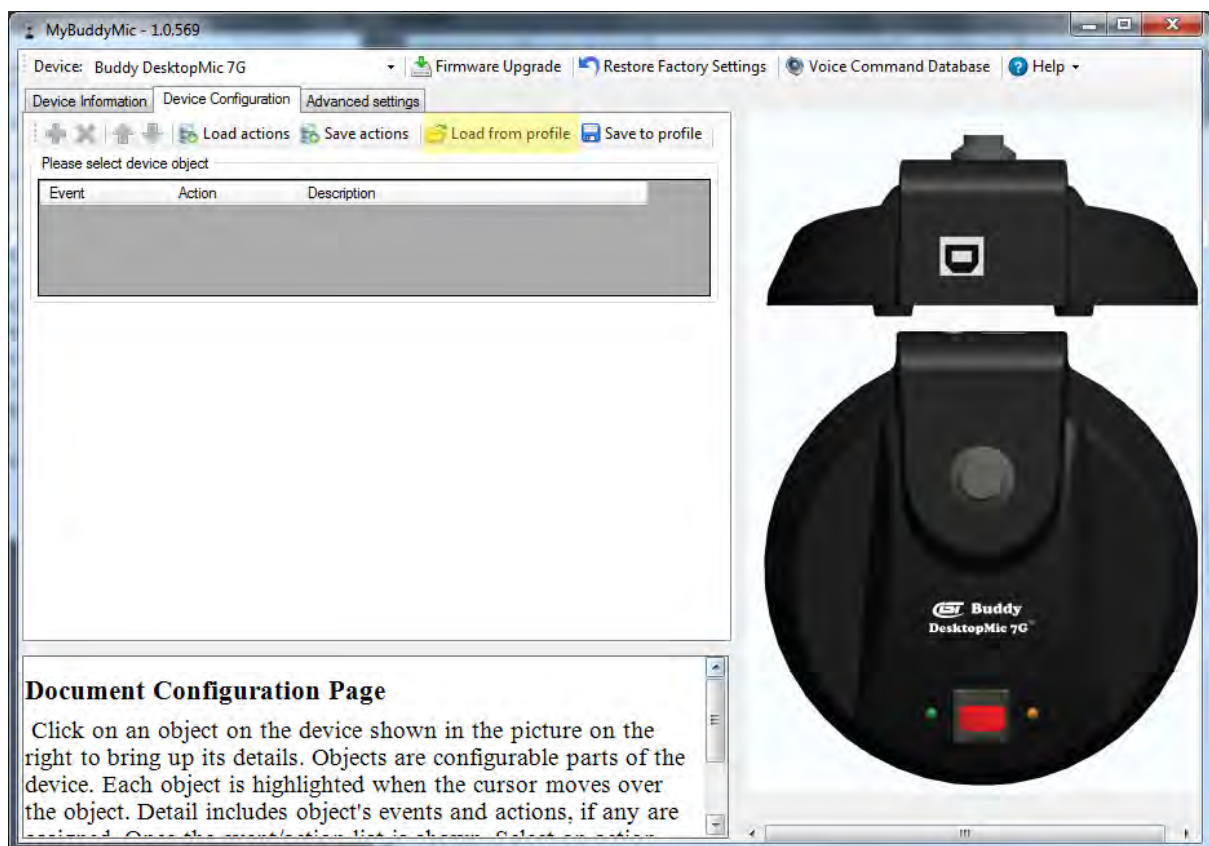 MyBuddyMic - 1.0.569
Device: Buddy DesktopMic 7G Firmware Upgrade Restore Factory Settings Voice Command Database Help
Device Information Device Configuration Advanced settings
Load actions Save actions Load from profile Save to profile
Please select device object
Event Action Description
GST Buddy
DesktopMic 7G
Document Configuration Page
Click on an object on the device shown in the picture on the
right to bring up its details. Objects are configurable parts of the
device. Each object is highlighted when the cursor moves over
the object. Detail includes object's events and actions, if any are